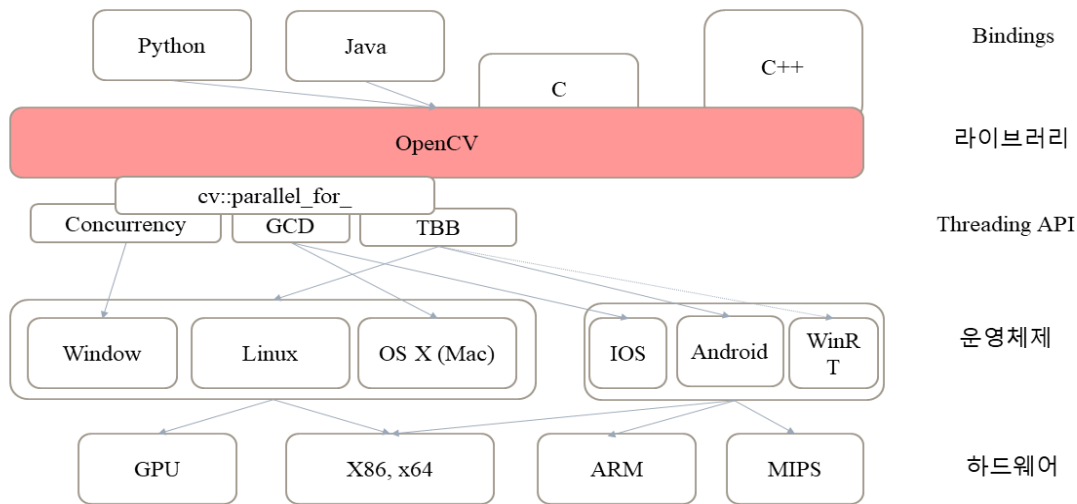 Python
Java
C
C++
Bindings
OpenCV
라이브러리
cv::parallel_for_
Concurrency
GCD
TBB
Threading API
Window
Linux
OS X (Mac)
IOS
Android
WinR
T
운영체제
GPU
X86, x64
ARM
MIPS
하드웨어